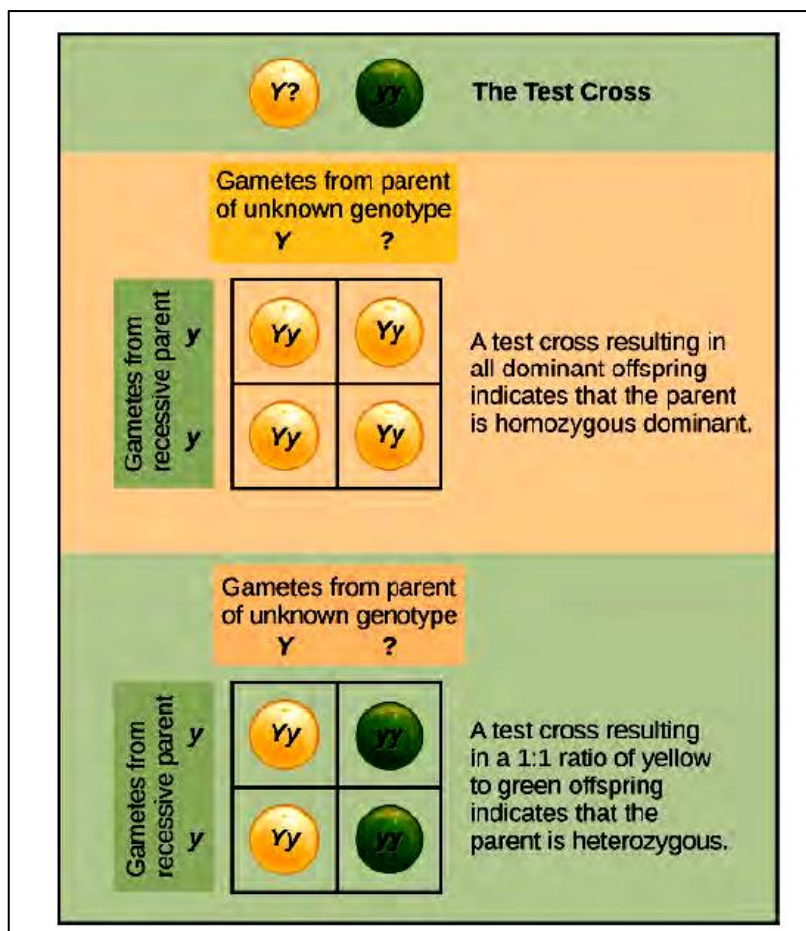 Y? yy The Test Cross
Gametes from parent
of unknown genotype
Y ?
Gametes from
recessive parent
y
y
Yy Yy
Yy Yy
A test cross resulting in
all dominant offspring
indicates that the parent
is homozygous dominant.
Gametes from parent
of unknown genotype
Y ?
Gametes from
recessive parent
y
y
Yy yy
Yy yy
A test cross resulting
in a 1:1 ratio of yellow
to green offspring
indicates that the
parent is heterozygous.